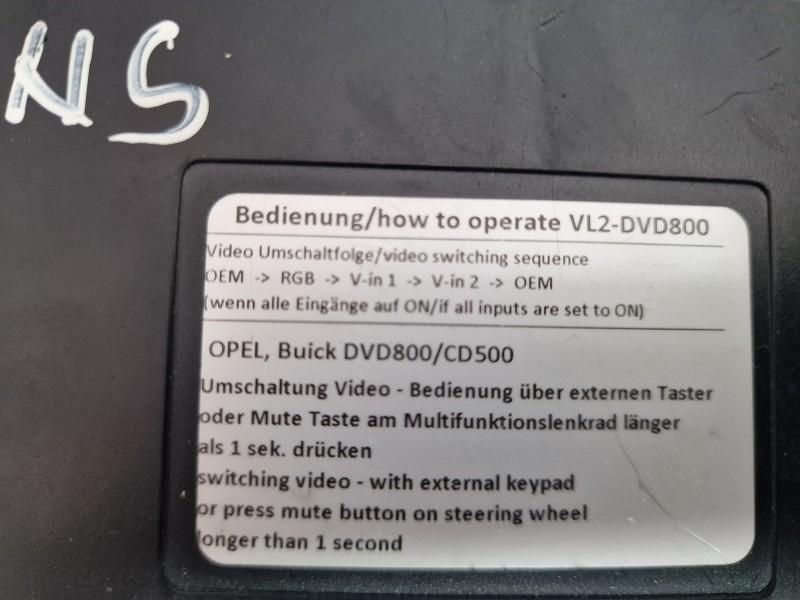 NS
Bedienung/how to operate VL2-DVD800
Video Umschaltfolge/video switching sequence
OEM -> RGB -> V-in 1 -> V-in 2 -> OEM
(wenn alle Eingänge auf ON/if all inputs are set to ON)
OPEL, Buick DVD800/CD500
Umschaltung Video - Bedienung über externen Taster
oder Mute Taste am Multifunktionslenkrad länger
als 1 sek. drücken
switching video - with external keypad
or press mute button on steering wheel
longer than 1 second